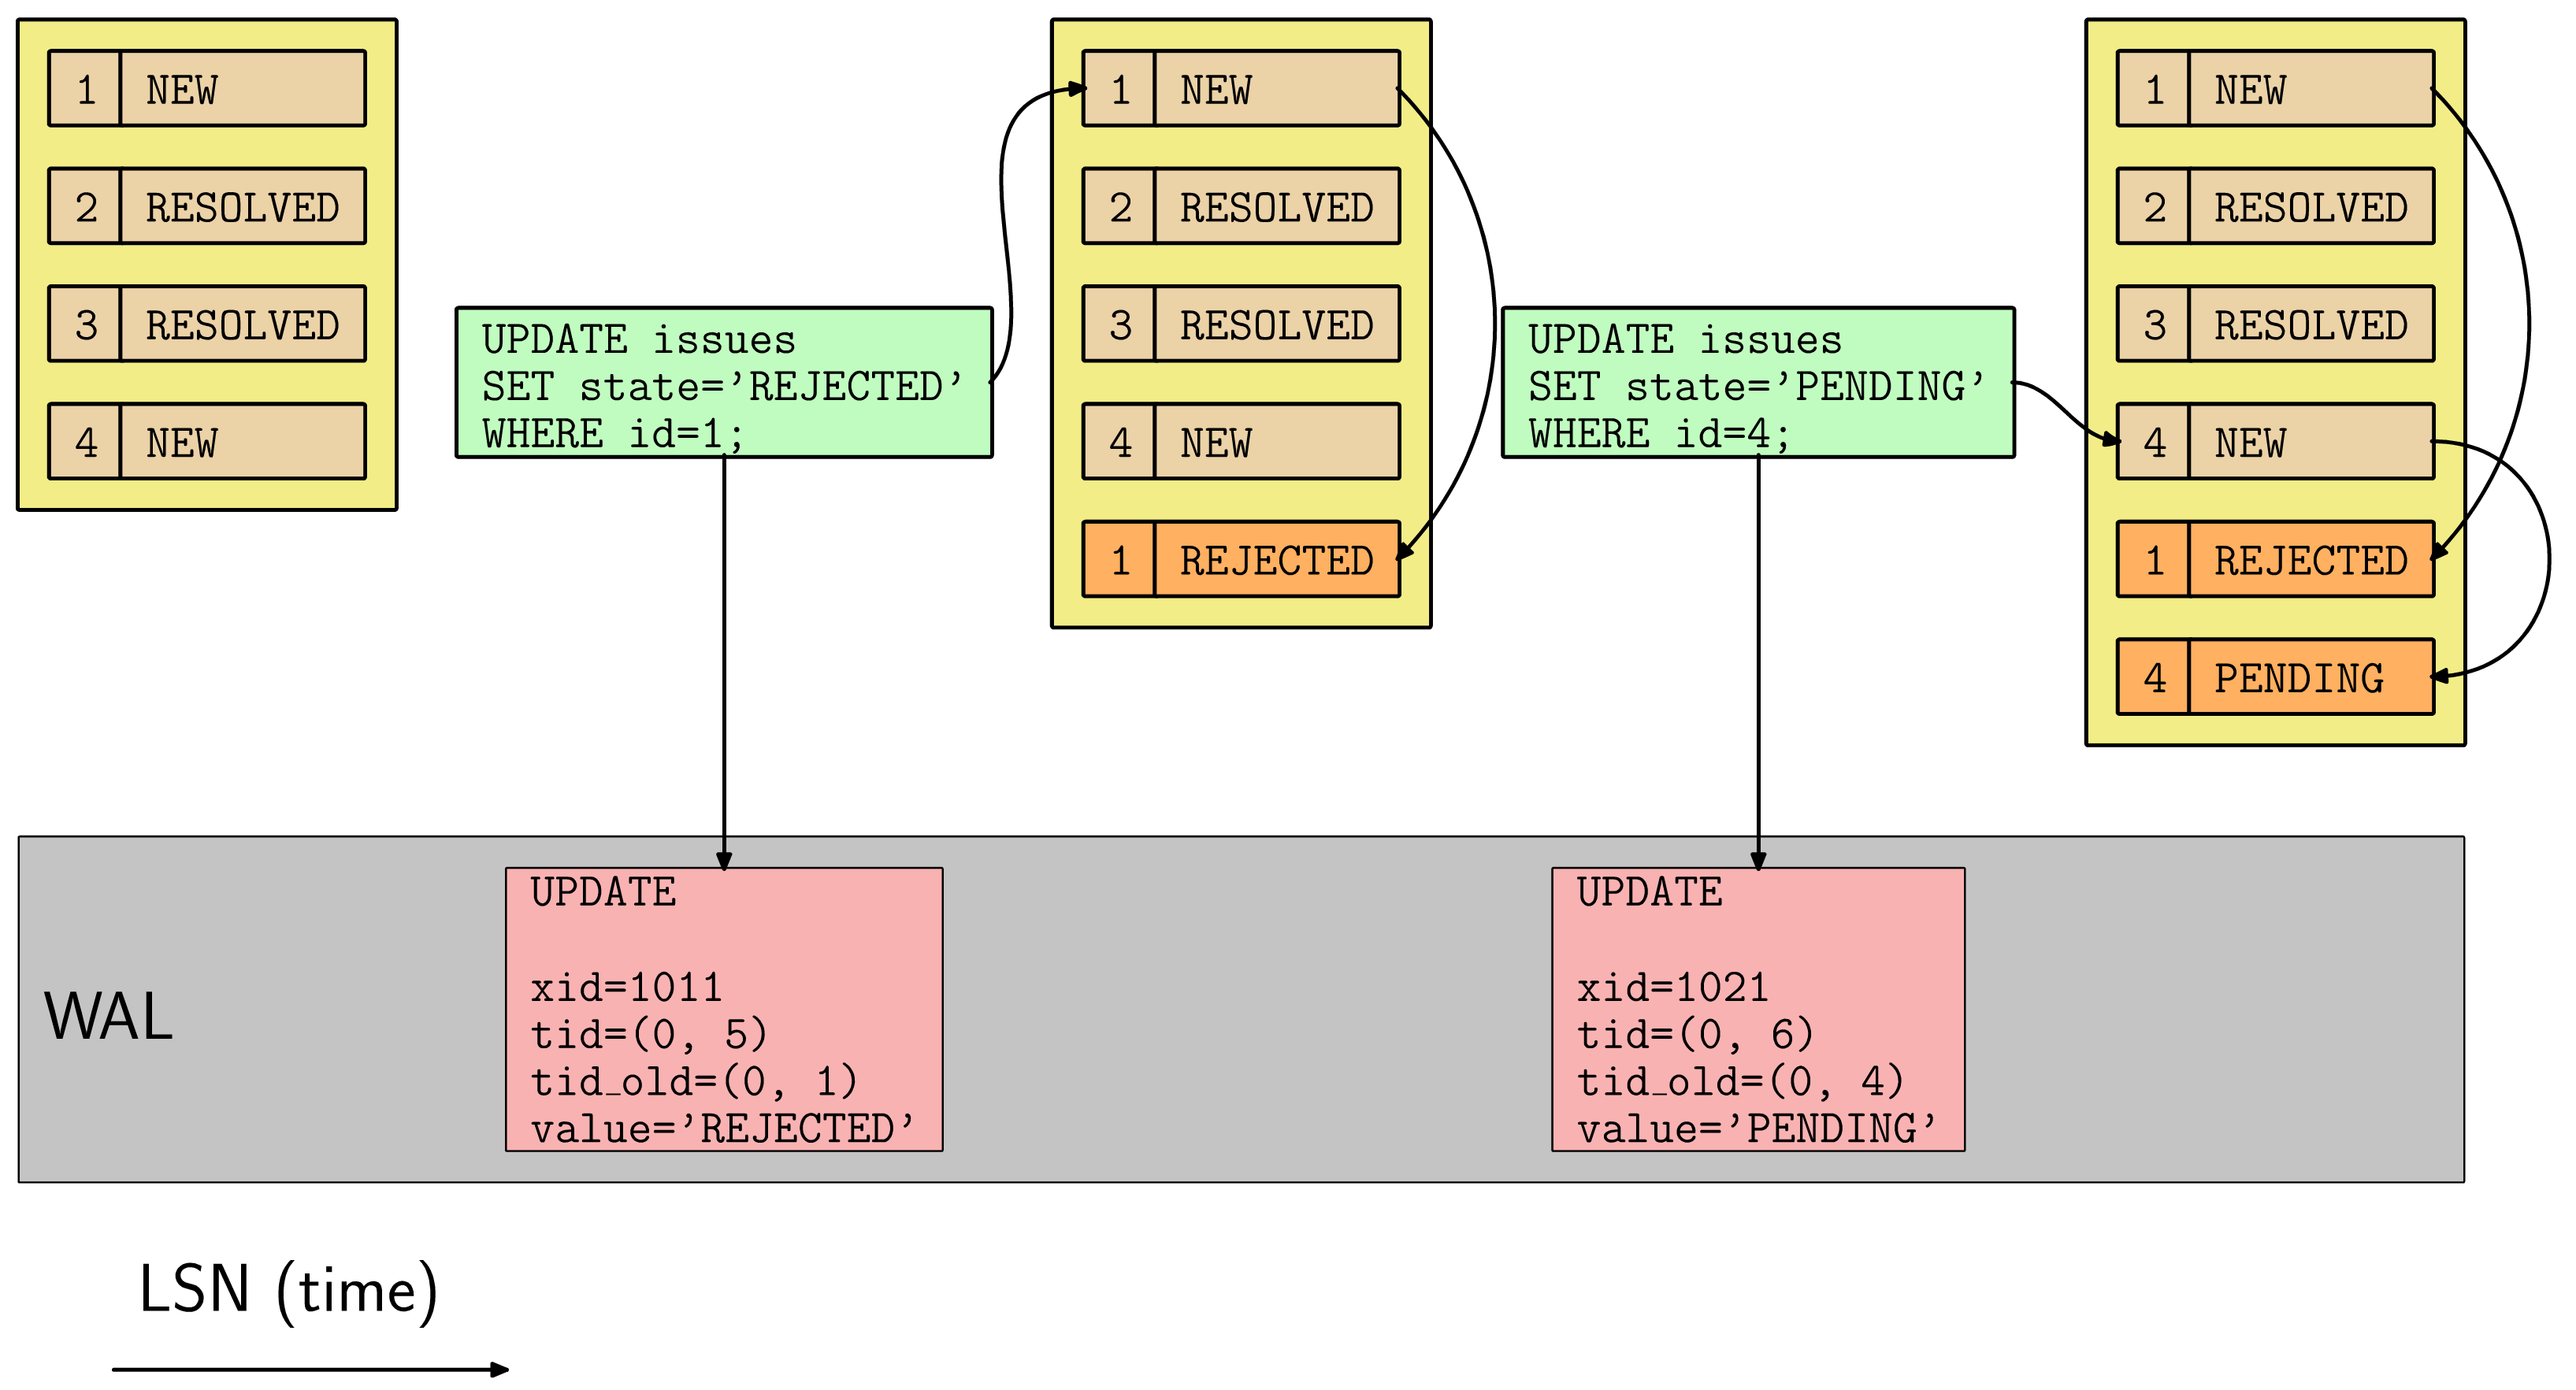 1 NEW
2 RESOLVED
3 RESOLVED
4 NEW
UPDATE issues
SET state='REJECTED'
WHERE id=1;
1 NEW
2 RESOLVED
3 RESOLVED
4 NEW
1 REJECTED
UPDATE issues
SET state='PENDING'
WHERE id=4;
1 NEW
2 RESOLVED
3 RESOLVED
4 NEW
1 REJECTED
4 PENDING
WAL
UPDATE
xid=1011
tid=(0, 5)
tid_old=(0, 1)
value='REJECTED'
UPDATE
xid=1021
tid=(0, 6)
tid_old=(0, 4)
value='PENDING'
LSN (time)